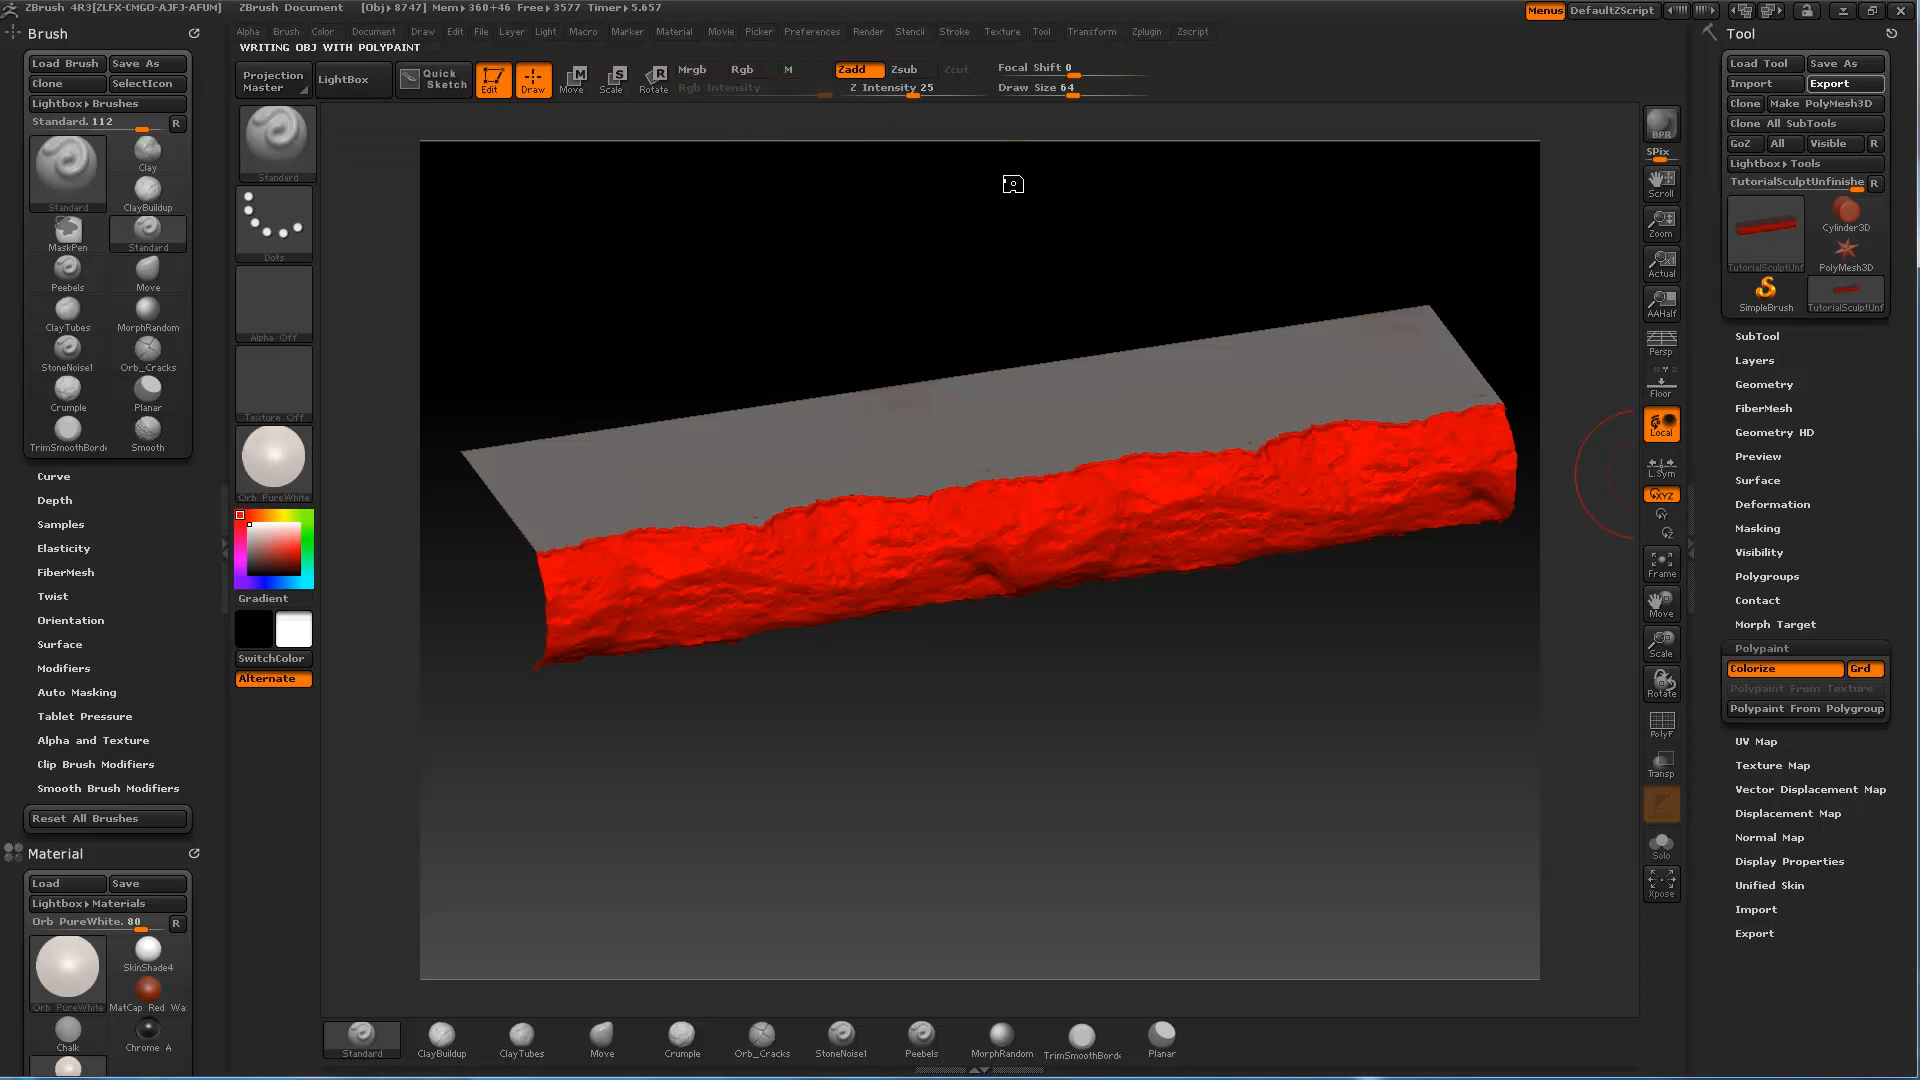 ZBrush 4R3[ZLFX-CMGO-AJFJ-AFUM] ZBrush Document [Obj▸8747] Mem▸360+46 Free▸3577 Timer▸5.657 Menus DefaultZScript
Brush
Alpha Brush Color Document Draw Edit File Layer Light Macro Marker Material Movie Picker Preferences Render Stencil Stroke Texture Tool Transform Zplugin Zscript
Tool
WRITING OBJ WITH POLYPAINT
Load Brush Save As
Clone SelectIcon
Lightbox▸Brushes
Standard. 112 R
Standard
Clay
ClayBuildup
MaskPen Standard
Peebels Move
ClayTubes MorphRandom
StoneNoise1 Orb_Cracks
Crumple Planar
TrimSmoothBorde Smooth
Curve
Depth
Samples
Elasticity
FiberMesh
Twist
Orientation
Surface
Modifiers
Auto Masking
Tablet Pressure
Alpha and Texture
Clip Brush Modifiers
Smooth Brush Modifiers
Reset All Brushes
Material
Load Save
Lightbox▸Materials
Orb PureWhite. 80 R
Orb PureWhite
SkinShade4
MatCap Red Wa:
Chalk Chrome A
Projection Master
LightBox
Quick Sketch
Edit Draw Move Scale Rotate
Mrgb Rgb M
Rgb Intensity
Zadd Zsub Zcut
Z Intensity 25
Focal Shift 0
Draw Size 64
Standard
Dots
Alpha Off
Texture Off
Orb PureWhite
Gradient
SwitchColor
Alternate
BPR
SPix
Scroll
Zoom
Actual
AAHalf
Persp
Floor
Local
L.Sym
XYZ
Y
Z
Frame
Move
Scale
Rotate
PolyF
Transp
Solo
Xpose
Load Tool Save As
Import Export
Clone Make PolyMesh3D
Clone All SubTools
GoZ All Visible R
Lightbox▸Tools
TutorialSculptUnfinishe R
TutorialSculptUnf
Cylinder3D
PolyMesh3D
SimpleBrush TutorialSculptUnf
SubTool
Layers
Geometry
FiberMesh
Geometry HD
Preview
Surface
Deformation
Masking
Visibility
Polygroups
Contact
Morph Target
Polypaint
Colorize Grd
Polypaint From Texture
Polypaint From Polygroup
UV Map
Texture Map
Vector Displacement Map
Displacement Map
Normal Map
Display Properties
Unified Skin
Import
Export
Standard ClayBuildup ClayTubes Move Crumple Orb_Cracks StoneNoise1 Peebels MorphRandom TrimSmoothBorde Planar